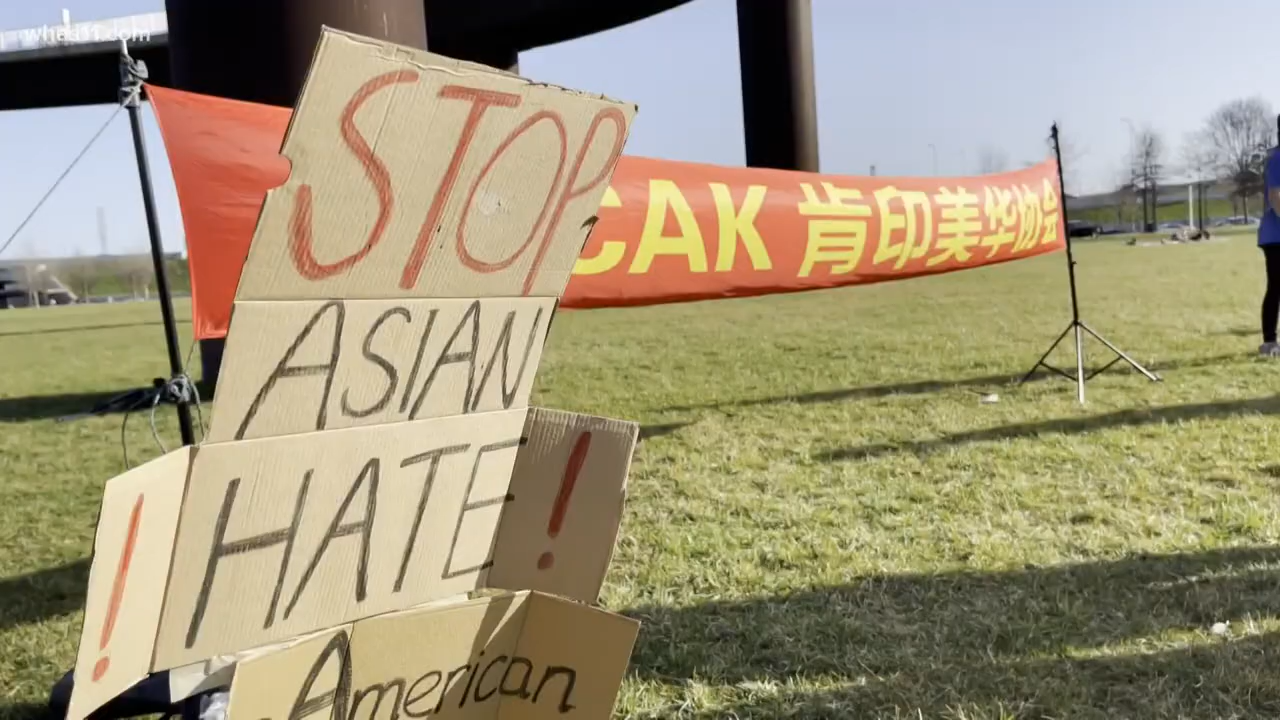 whas11.com
STOP
ASIAN
HATE
!
!
American
CAK 肯印美华协会